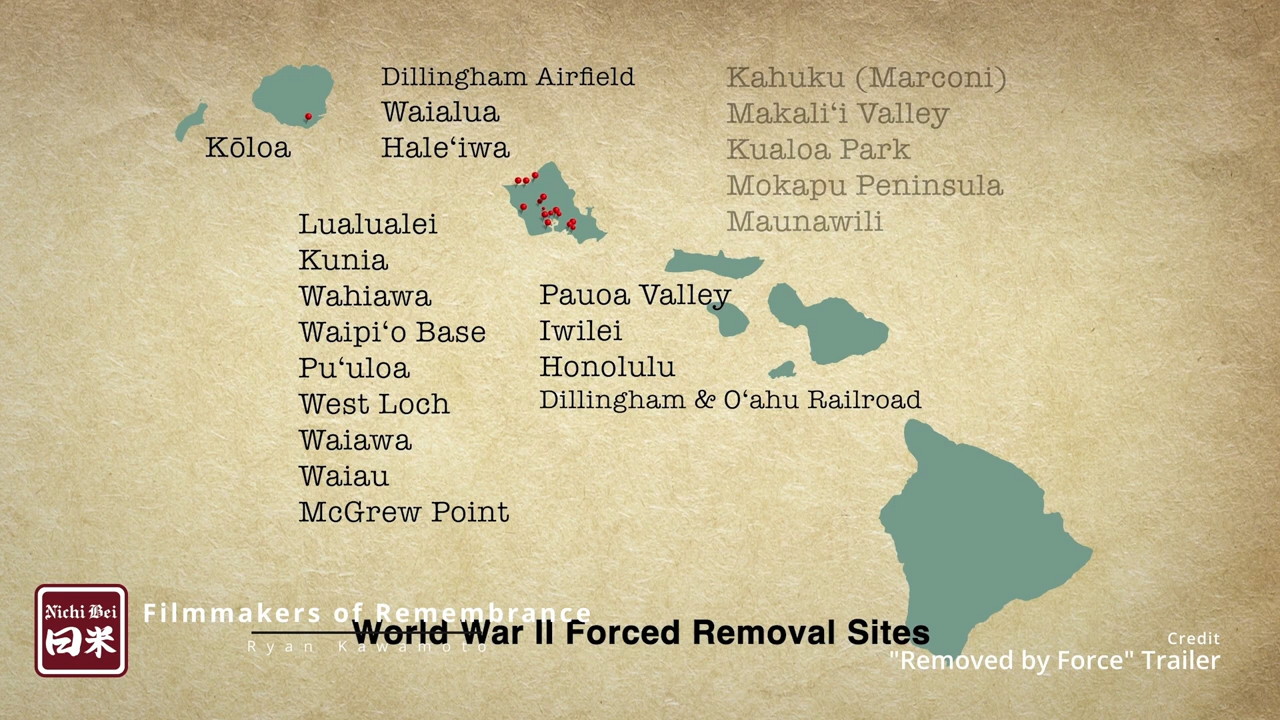 Dillingham Airfield
Waialua
Haleʻiwa
Kahuku (Marconi)
Makaliʻi Valley
Kualoa Park
Mokapu Peninsula
Maunawili
Kōloa
Lualualei
Kunia
Wahiawa
Waipiʻo Base
Puʻuloa
West Loch
Waiawa
Waiau
McGrew Point
Pauoa Valley
Iwilei
Honolulu
Dillingham & Oʻahu Railroad
Nichi Bei
日米
Filmmakers of Remembrance
Ryan Kawamoto
World War II Forced Removal Sites
Credit
"Removed by Force" Trailer